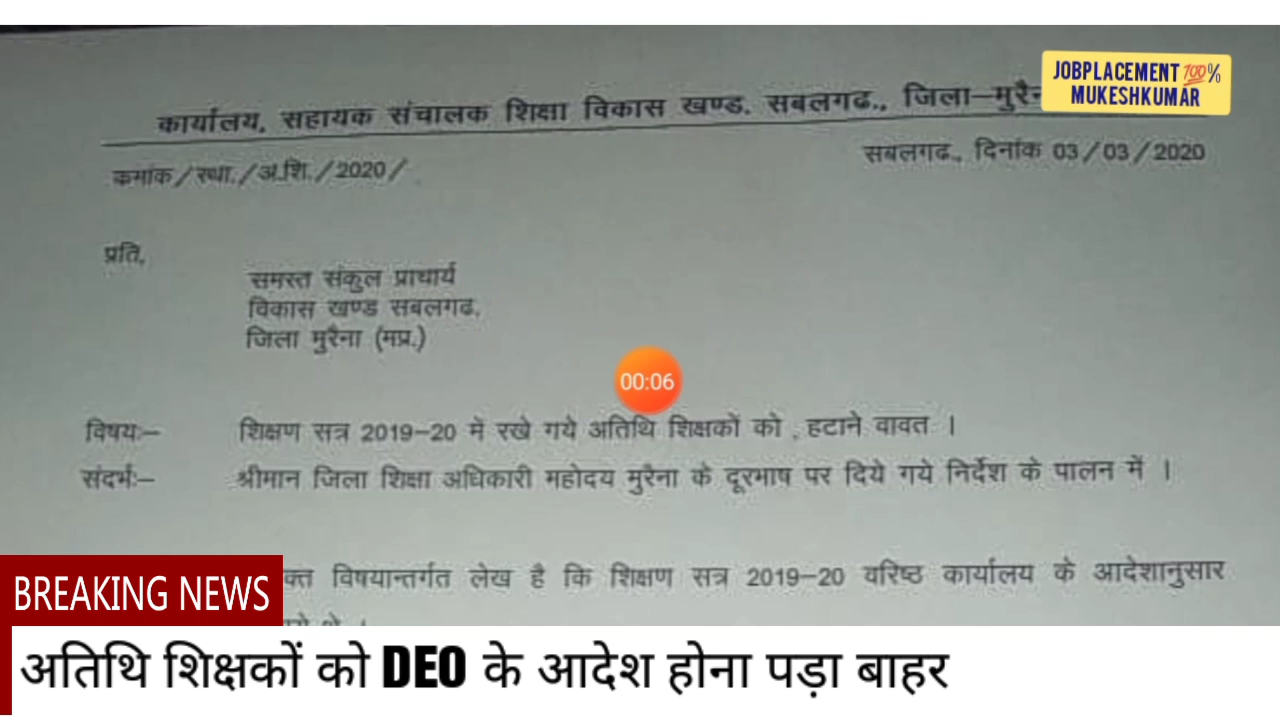 JOBPLACEMENT 💯%
MUKESHKUMAR
कार्यालय, सहायक संचालक शिक्षा विकास खण्ड. सबलगढ., जिला–मुरै
कमांक/स्था./अ.शि./2020/
सबलगढ., दिनांक 03/03/2020
प्रति,
समस्त संकुल प्राचार्य
विकास खण्ड सबलगढ.
जिला मुरैना (मप्र.)
00:06
विषयः– शिक्षण सत्र 2019–20 में रखे गये अतिथि शिक्षकों को , हटाने वावत ।
संदर्भः– श्रीमान जिला शिक्षा अधिकारी महोदय मुरैना के दूरभाष पर दिये गये निर्देश के पालन में ।
क्त विषयान्तर्गत लेख है कि शिक्षण सत्र 2019–20 वरिष्ठ कार्यालय के आदेशानुसार
BREAKING NEWS
अतिथि शिक्षकों को DEO के आदेश होना पड़ा बाहर